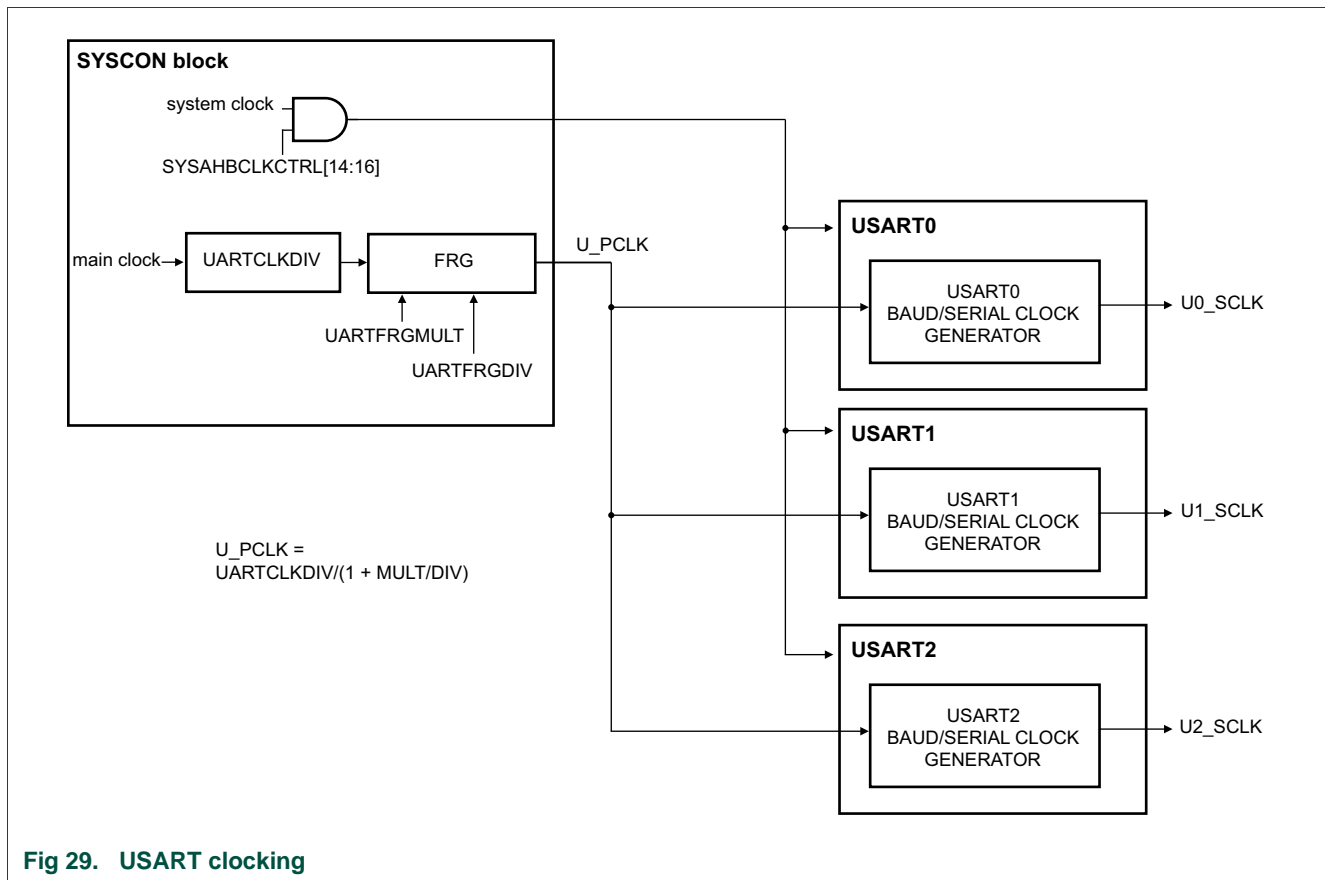 SYSCON block
system clock
SYSAHBCLKCTRL[14:16]
main clock
UARTCLKDIV
FRG
U_PCLK
UARTFRGMULT
UARTFRGDIV
U_PCLK =
UARTCLKDIV/(1 + MULT/DIV)
USART0
USART0
BAUD/SERIAL CLOCK
GENERATOR
U0_SCLK
USART1
USART1
BAUD/SERIAL CLOCK
GENERATOR
U1_SCLK
USART2
USART2
BAUD/SERIAL CLOCK
GENERATOR
U2_SCLK
Fig 29. USART clocking